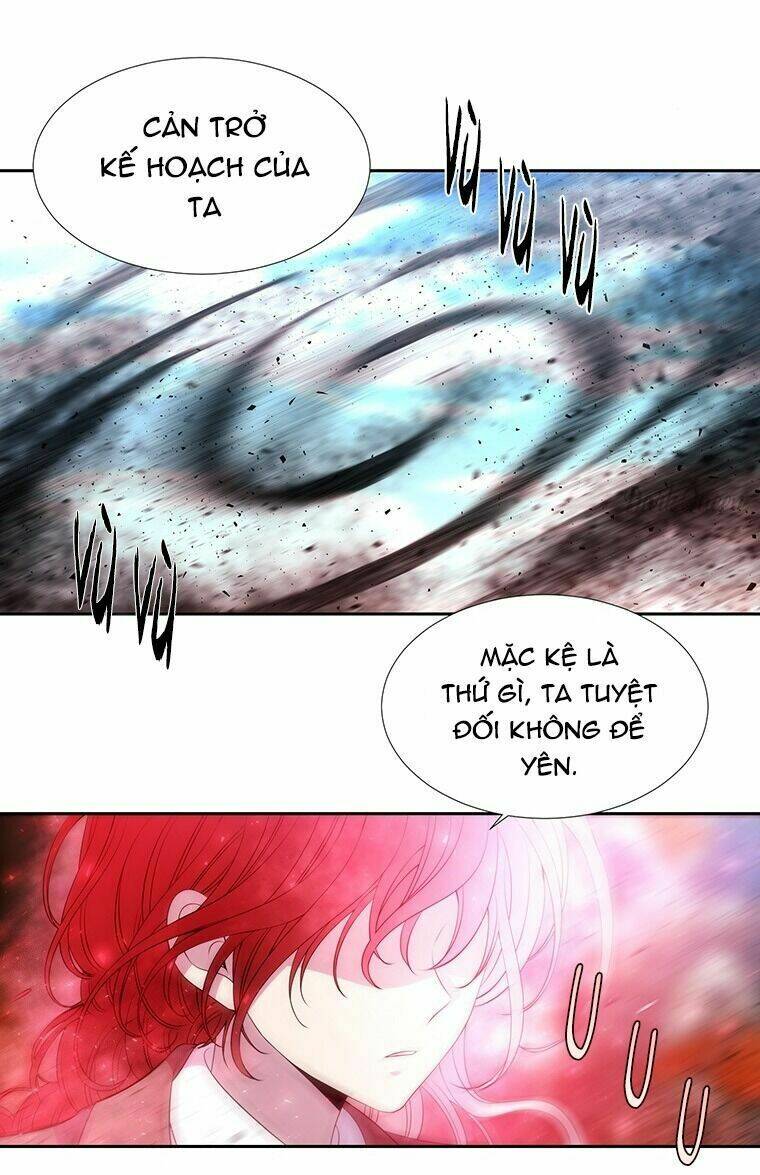 CẢN TRỞ
KẾ HOẠCH CỦA
TA
VÙ
VÙ
VÙ
VÙ
VÙ
MẶC KỆ LÀ
THỨ GÌ, TA TUYỆT
ĐỐI KHÔNG ĐỂ
YÊN.
U
U
U